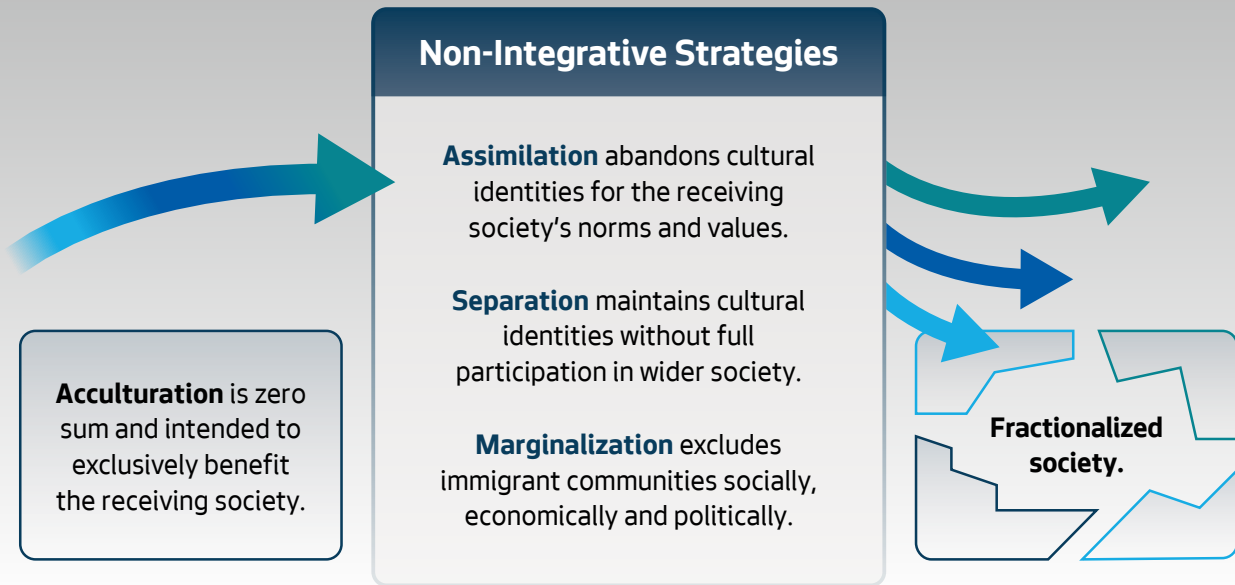 Non-Integrative Strategies
Acculturation is zero
sum and intended to
exclusively benefit
the receiving society.
Assimilation abandons cultural
identities for the receiving
society's norms and values.
Separation maintains cultural
identities without full
participation in wider society.
Marginalization excludes
immigrant communities socially,
economically and politically.
Fractionalized
society.